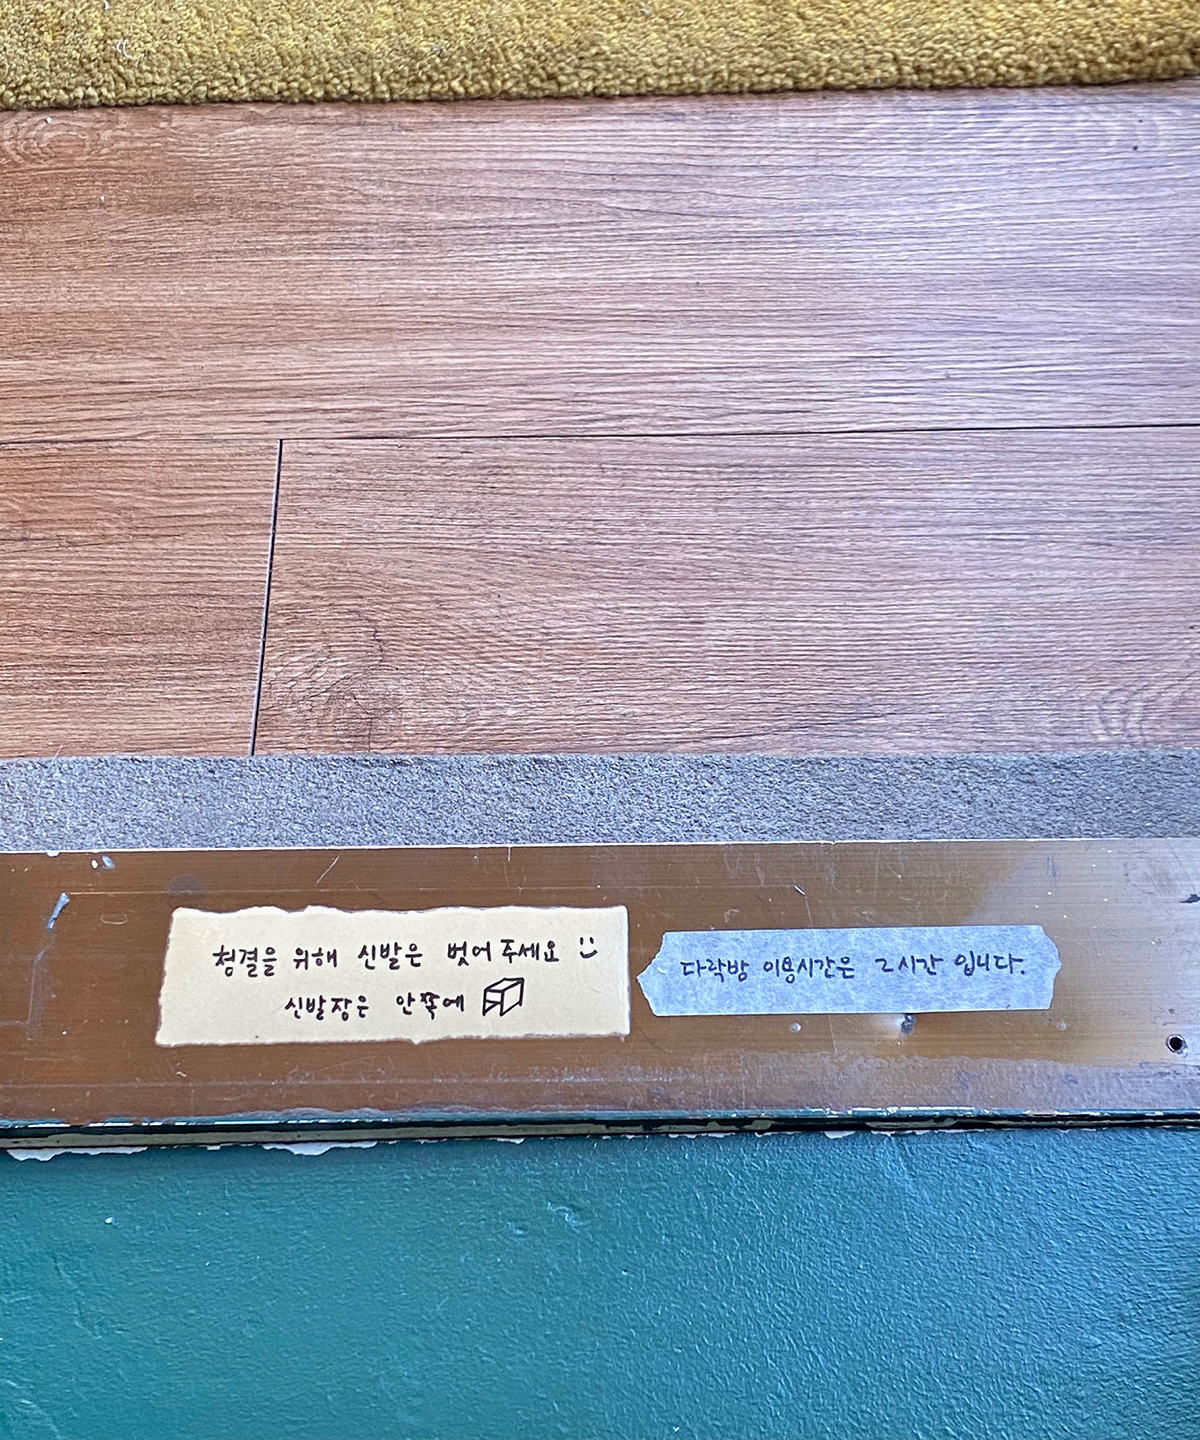 청결을 위해 신발은 벗어 주세요 :)
신발장은 안쪽에
다락방 이용시간은 2시간 입니다.